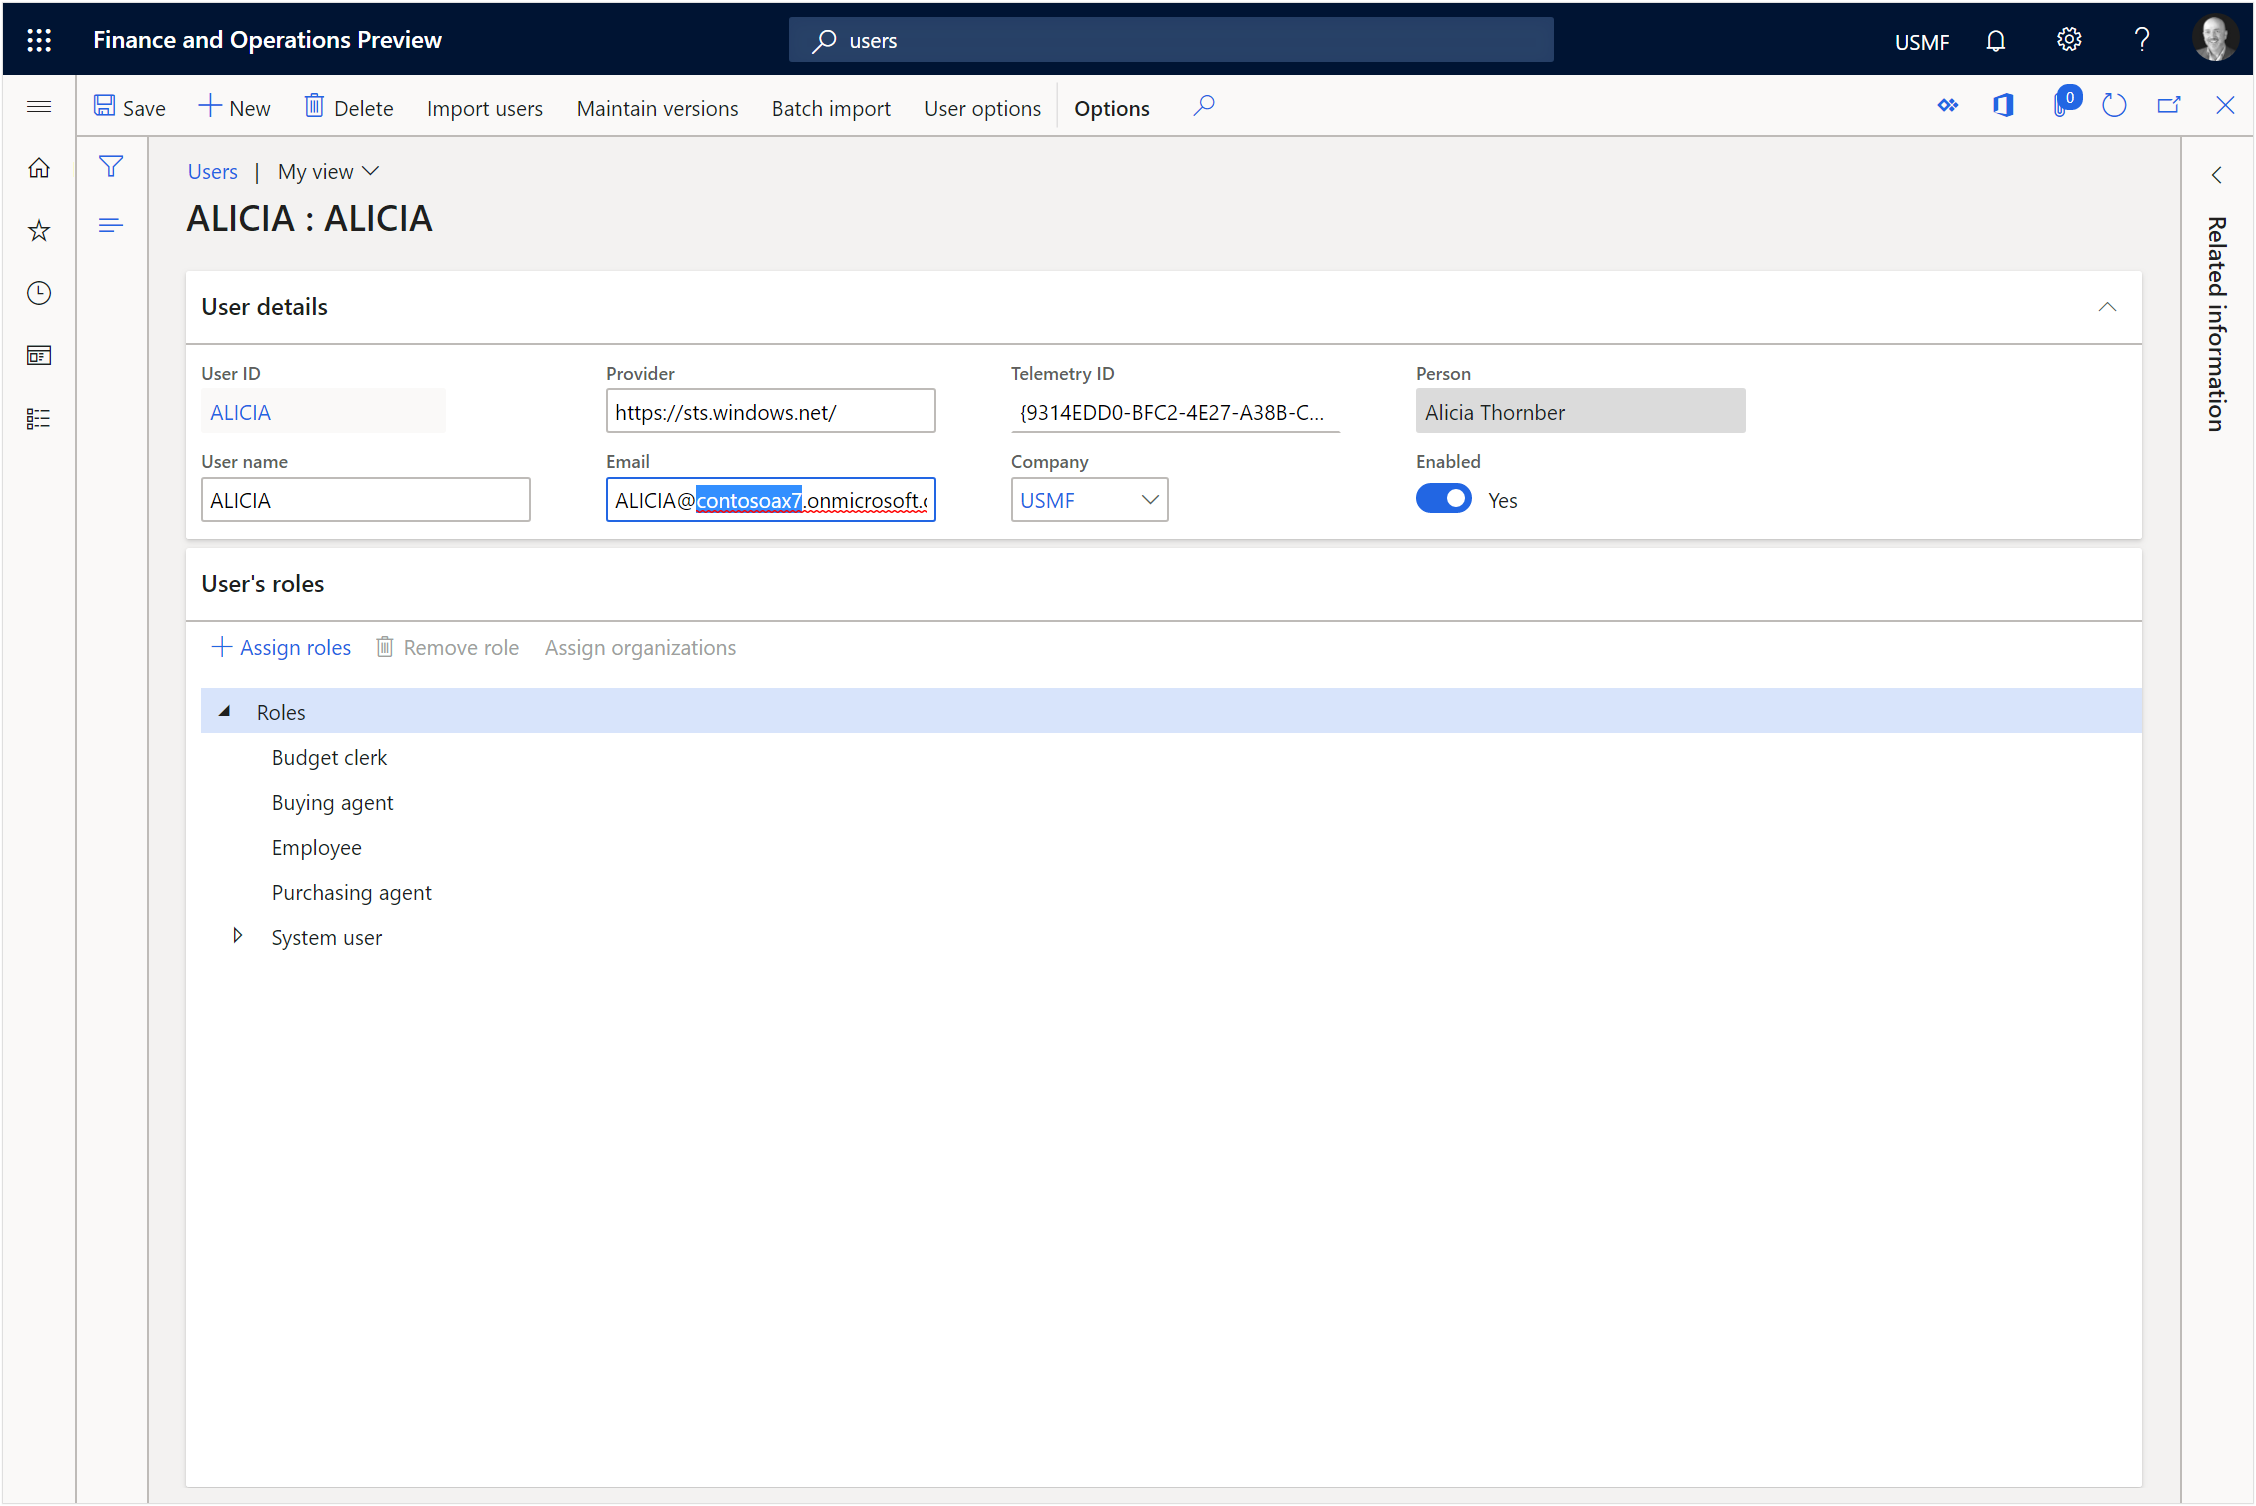 Finance and Operations Preview
users
USMF
Save
New
Delete
Import users
Maintain versions
Batch import
User options
Options
0
Users | My view
ALICIA : ALICIA
Related information
User details
User ID
Provider
Telemetry ID
Person
ALICIA
https://sts.windows.net/
{9314EDD0-BFC2-4E27-A38B-C...
Alicia Thornber
User name
Email
Company
Enabled
ALICIA
ALICIA@contosoax7.onmicrosoft.
USMF
Yes
User's roles
Assign roles
Remove role
Assign organizations
Roles
Budget clerk
Buying agent
Employee
Purchasing agent
System user